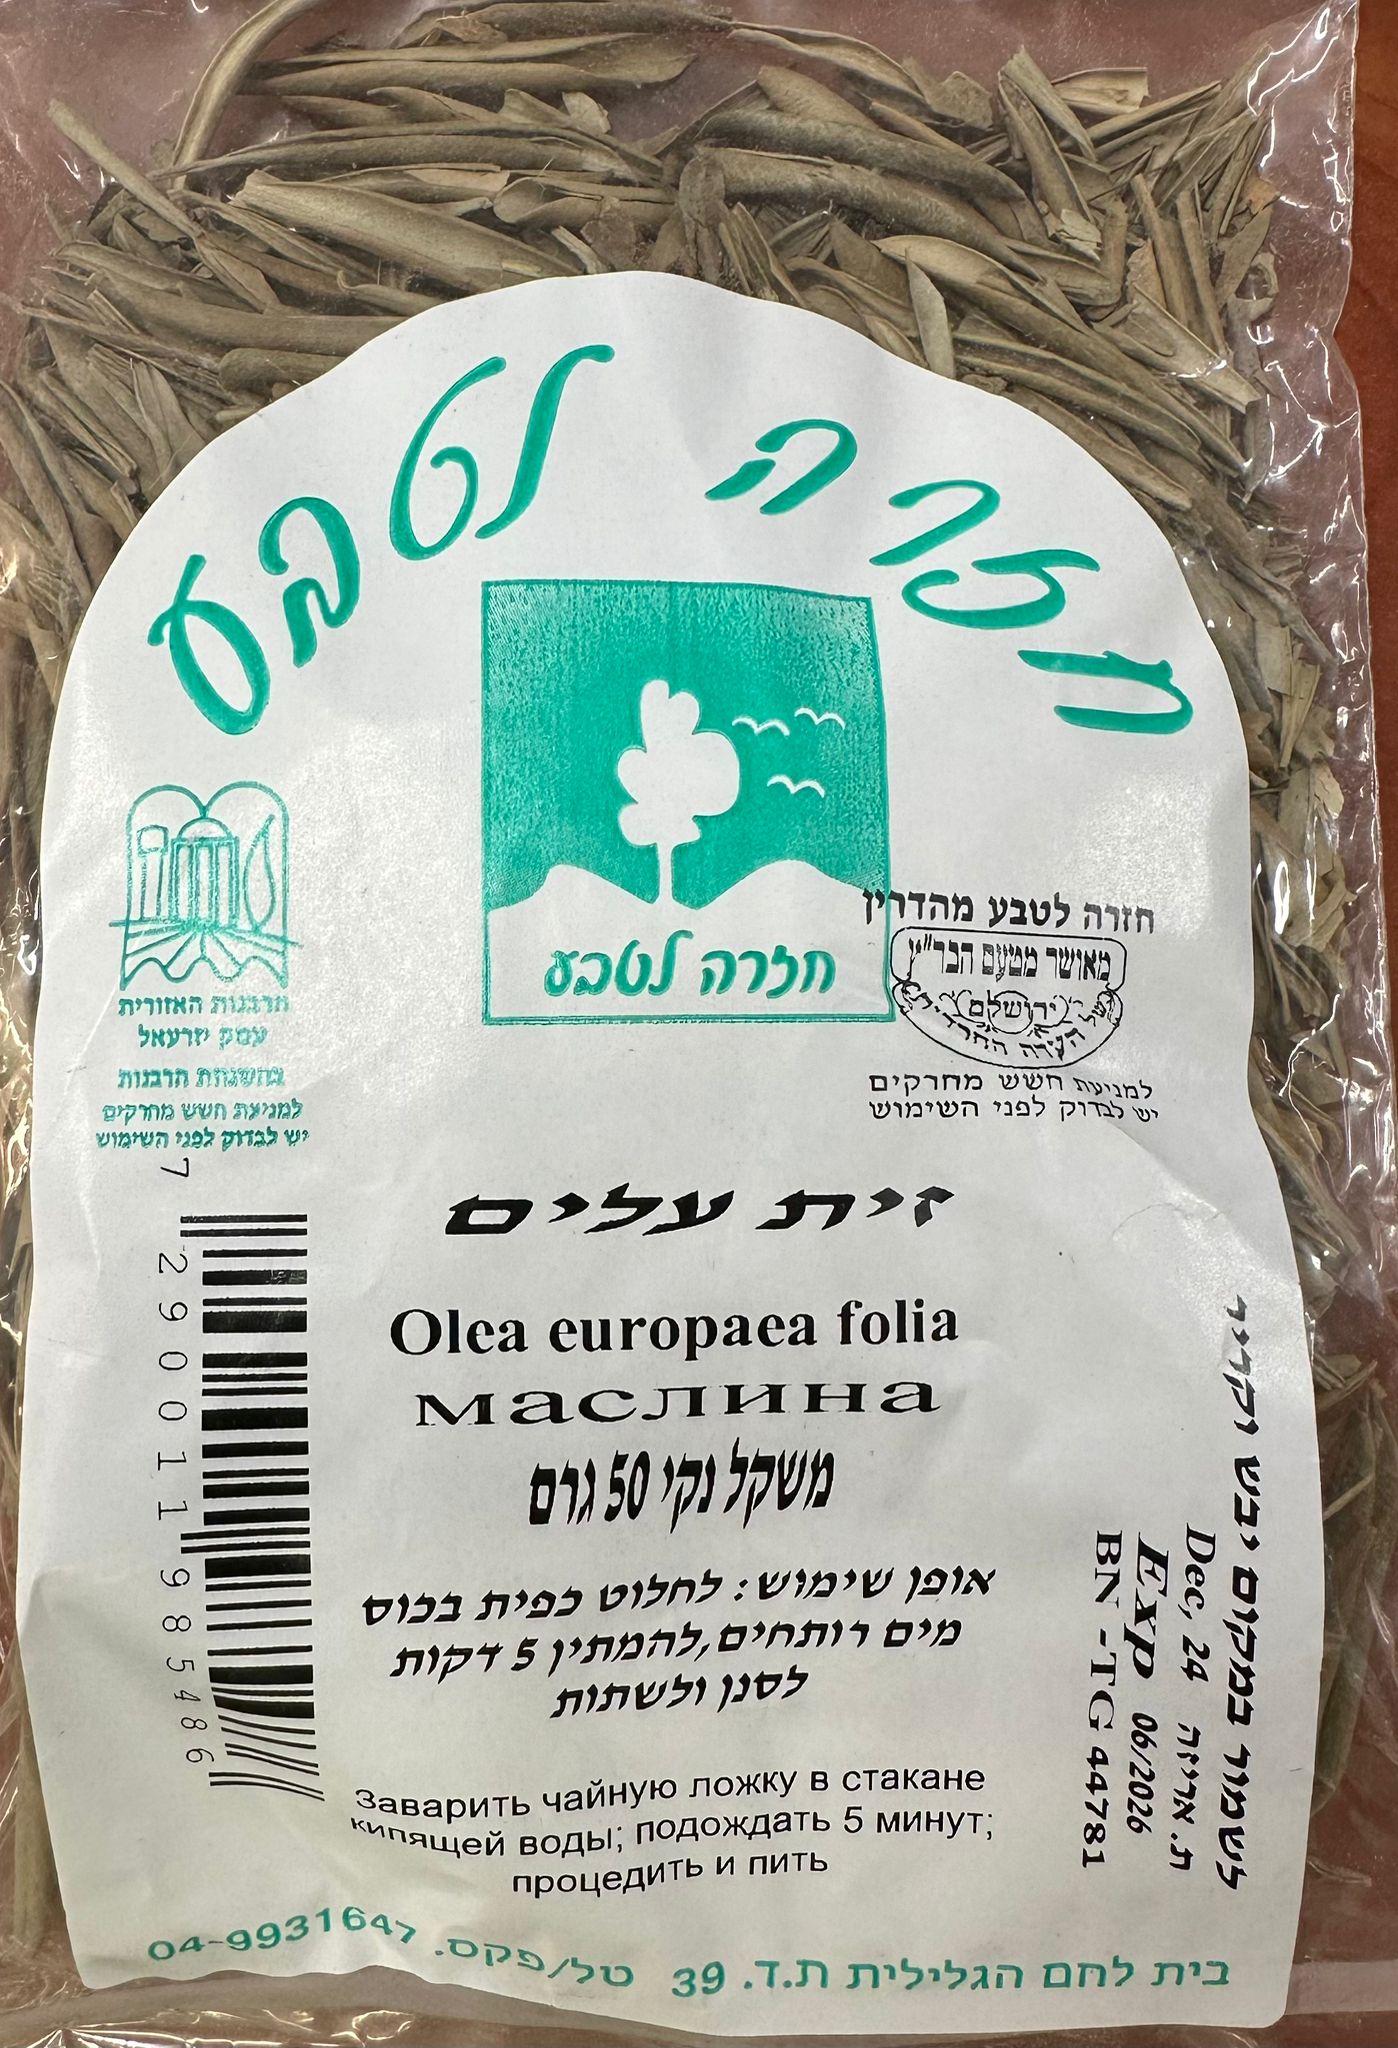 חזרה לטבע
חזרה לטבע
הרבנות האזורית
עמק יזרעאל
בהשגחת הרבנות
למניעת חשש מחרקים
יש לבדוק לפני השימוש
חזרה לטבע מהדרין
מאושר מטעם הבד"ץ
ירושלם
של העדה החרדית
למניעת חשש מחרקים
יש לבדוק לפני השימוש
זית עלים
Olea europaea folia
маслина
משקל נקי 50 גרם
אופן שימוש: לחלוט כפית בכוס
מים רותחים, להמתין 5 דקות
לסנן ולשתות
Заварить чайную ложку в стакане
кипящей воды; подождать 5 минут;
процедить и пить
7 290011 985486
לשמור במקום יבש וקריר
ת. אריזה Dec, 24
Exp 06/2026
BN -TG 44781
בית לחם הגלילית ת.ד. 39 טל/פקס. 04-9931647